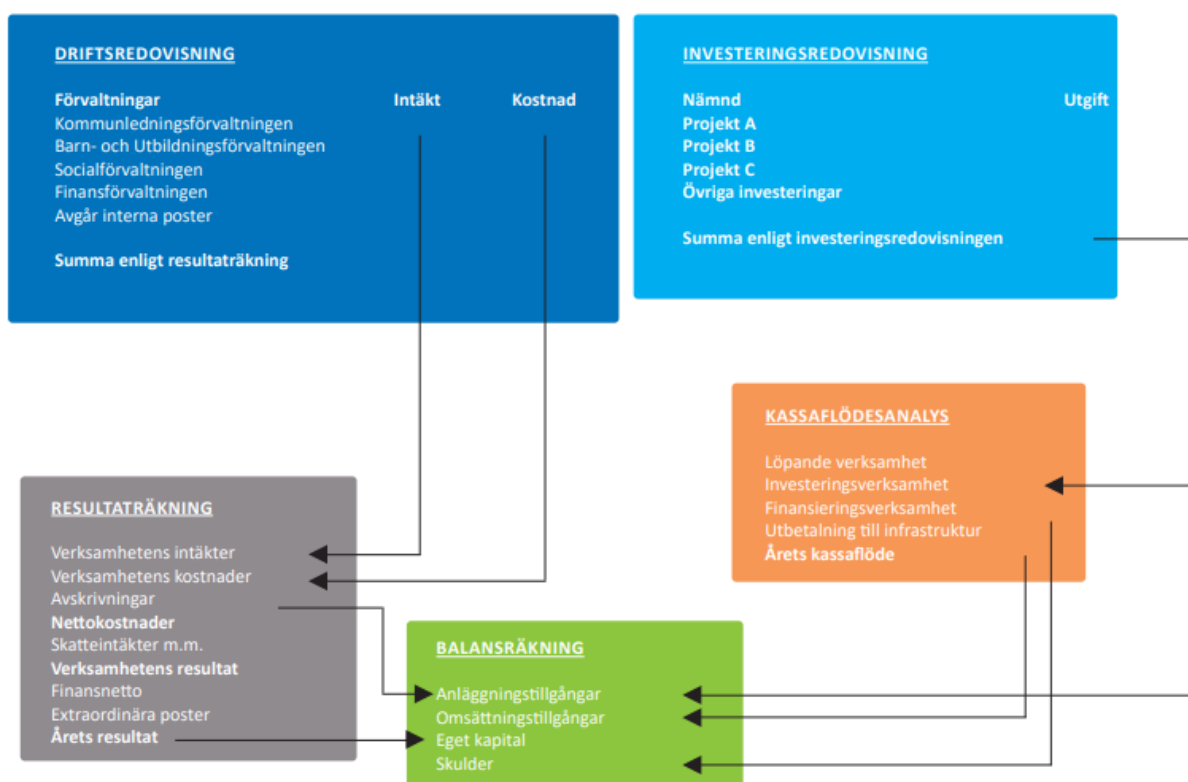 DRIFTSREDOVISNING
Förvaltningar Intäkt Kostnad
Kommunledningsförvaltningen
Barn- och Utbildningsförvaltningen
Socialförvaltningen
Finansförvaltningen
Avgår interna poster
Summa enligt resultaträkning
INVESTERINGSREDOVISNING
Nämnd Utgift
Projekt A
Projekt B
Projekt C
Övriga investeringar
Summa enligt investeringsredovisningen
KASSAFLÖDESANALYS
Löpande verksamhet
Investeringsverksamhet
Finansieringsverksamhet
Utbetalning till infrastruktur
Årets kassaflöde
RESULTATRÄKNING
Verksamhetens intäkter
Verksamhetens kostnader
Avskrivningar
Nettokostnader
Skatteintäkter m.m.
Verksamhetens resultat
Finansnetto
Extraordinära poster
Årets resultat
BALANSRÄKNING
Anläggningstillgångar
Omsättningstillgångar
Eget kapital
Skulder